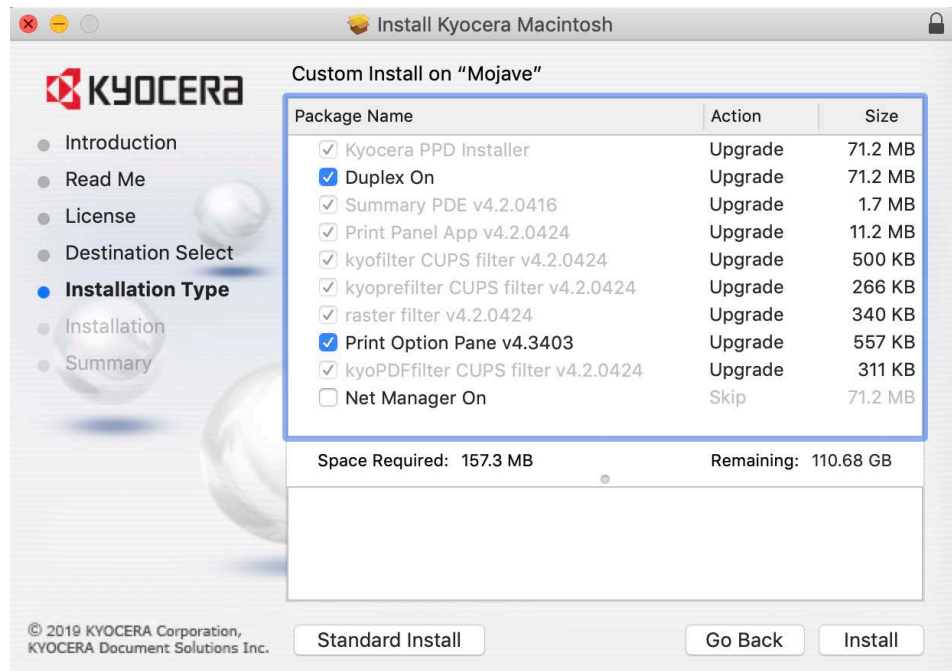 Install Kyocera Macintosh
KYOCERA
Custom Install on “Mojave”
Introduction
Read Me
License
Destination Select
Installation Type
Installation
Summary
Package Name Action Size
Kyocera PPD Installer Upgrade 71.2 MB
Duplex On Upgrade 71.2 MB
Summary PDE v4.2.0416 Upgrade 1.7 MB
Print Panel App v4.2.0424 Upgrade 11.2 MB
kyofilter CUPS filter v4.2.0424 Upgrade 500 KB
kyoprefilter CUPS filter v4.2.0424 Upgrade 266 KB
raster filter v4.2.0424 Upgrade 340 KB
Print Option Pane v4.3403 Upgrade 557 KB
kyoPDFfilter CUPS filter v4.2.0424 Upgrade 311 KB
Net Manager On Skip 71.2 MB
Space Required: 157.3 MB Remaining: 110.68 GB
© 2019 KYOCERA Corporation,
KYOCERA Document Solutions Inc.
Standard Install Go Back Install